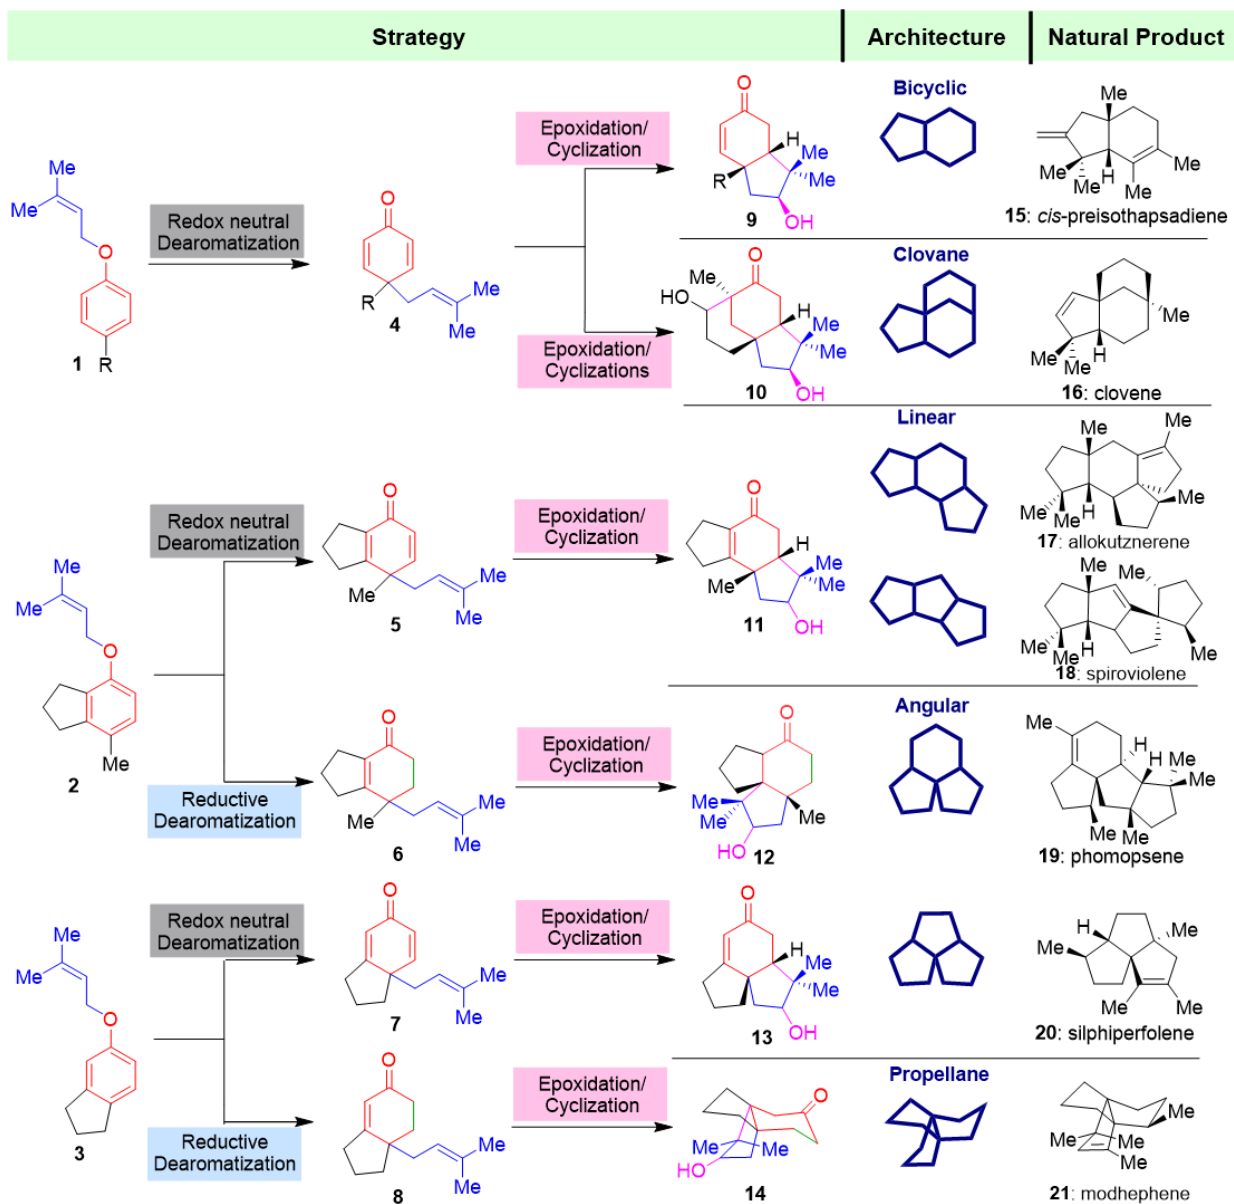 Strategy
Architecture
Natural Product
Me
Me
O
R
1
Redox neutral
Dearomatization
O
R
Me
Me
4
Epoxidation/
Cyclization
O
H
Me
Me
R
OH
9
Bicyclic
Me
Me
Me
H
Me
Me
15: cis-preisothapsadiene
Epoxidation/
Cyclizations
Me
O
HO
H
Me
Me
OH
10
Clovane
Me
Me
Me
H
16: clovene
Me
Me
O
Me
2
Redox neutral
Dearomatization
O
Me
Me
Me
5
Epoxidation/
Cyclization
O
H
Me
Me
Me
OH
11
Linear
Me
Me
Me
Me
Me
H
17: allokutznerene
Me
Me
Me
Me
H
Me
18: spiroviolene
Reductive
Dearomatization
O
Me
Me
Me
6
Epoxidation/
Cyclization
O
Me
Me
Me
HO
12
Angular
Me
H
H
Me
Me
Me
Me
19: phomopsene
Me
Me
O
3
Redox neutral
Dearomatization
O
Me
Me
7
Epoxidation/
Cyclization
O
H
Me
Me
OH
13
H
Me
Me
Me
Me
20: silphiperfolene
Reductive
Dearomatization
O
Me
Me
8
Epoxidation/
Cyclization
O
Me
Me
HO
14
Propellane
Me
Me
Me
Me
21: modhephene